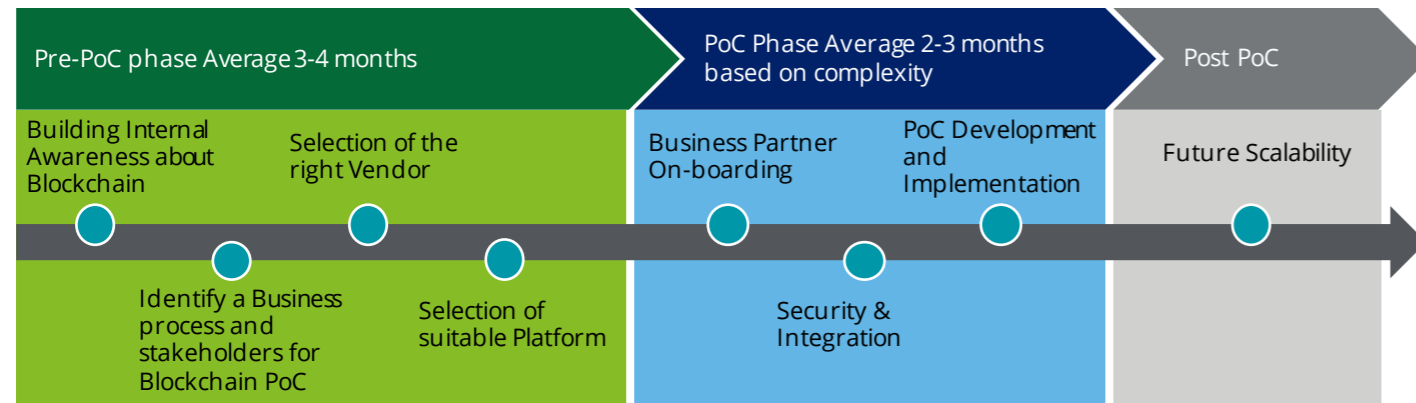 Pre-PoC phase Average 3-4 months
PoC Phase Average 2-3 months
based on complexity
Post PoC
Building Internal
Awareness about
Blockchain
Selection of the
right Vendor
Business Partner
On-boarding
PoC Development
and
Implementation
Future Scalability
Identify a Business
process and
stakeholders for
Blockchain PoC
Selection of
suitable Platform
Security &
Integration